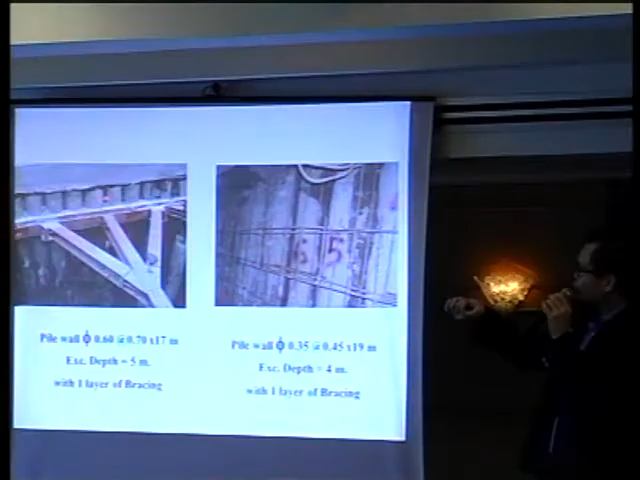 Pile wall ϕ 0.60 @ 0.70 x17 m
Exc. Depth = 5 m.
with 1 layer of Bracing
65
Pile wall ϕ 0.35 @ 0.45 x19 m
Exc. Depth = 4 m.
with 1 layer of Bracing